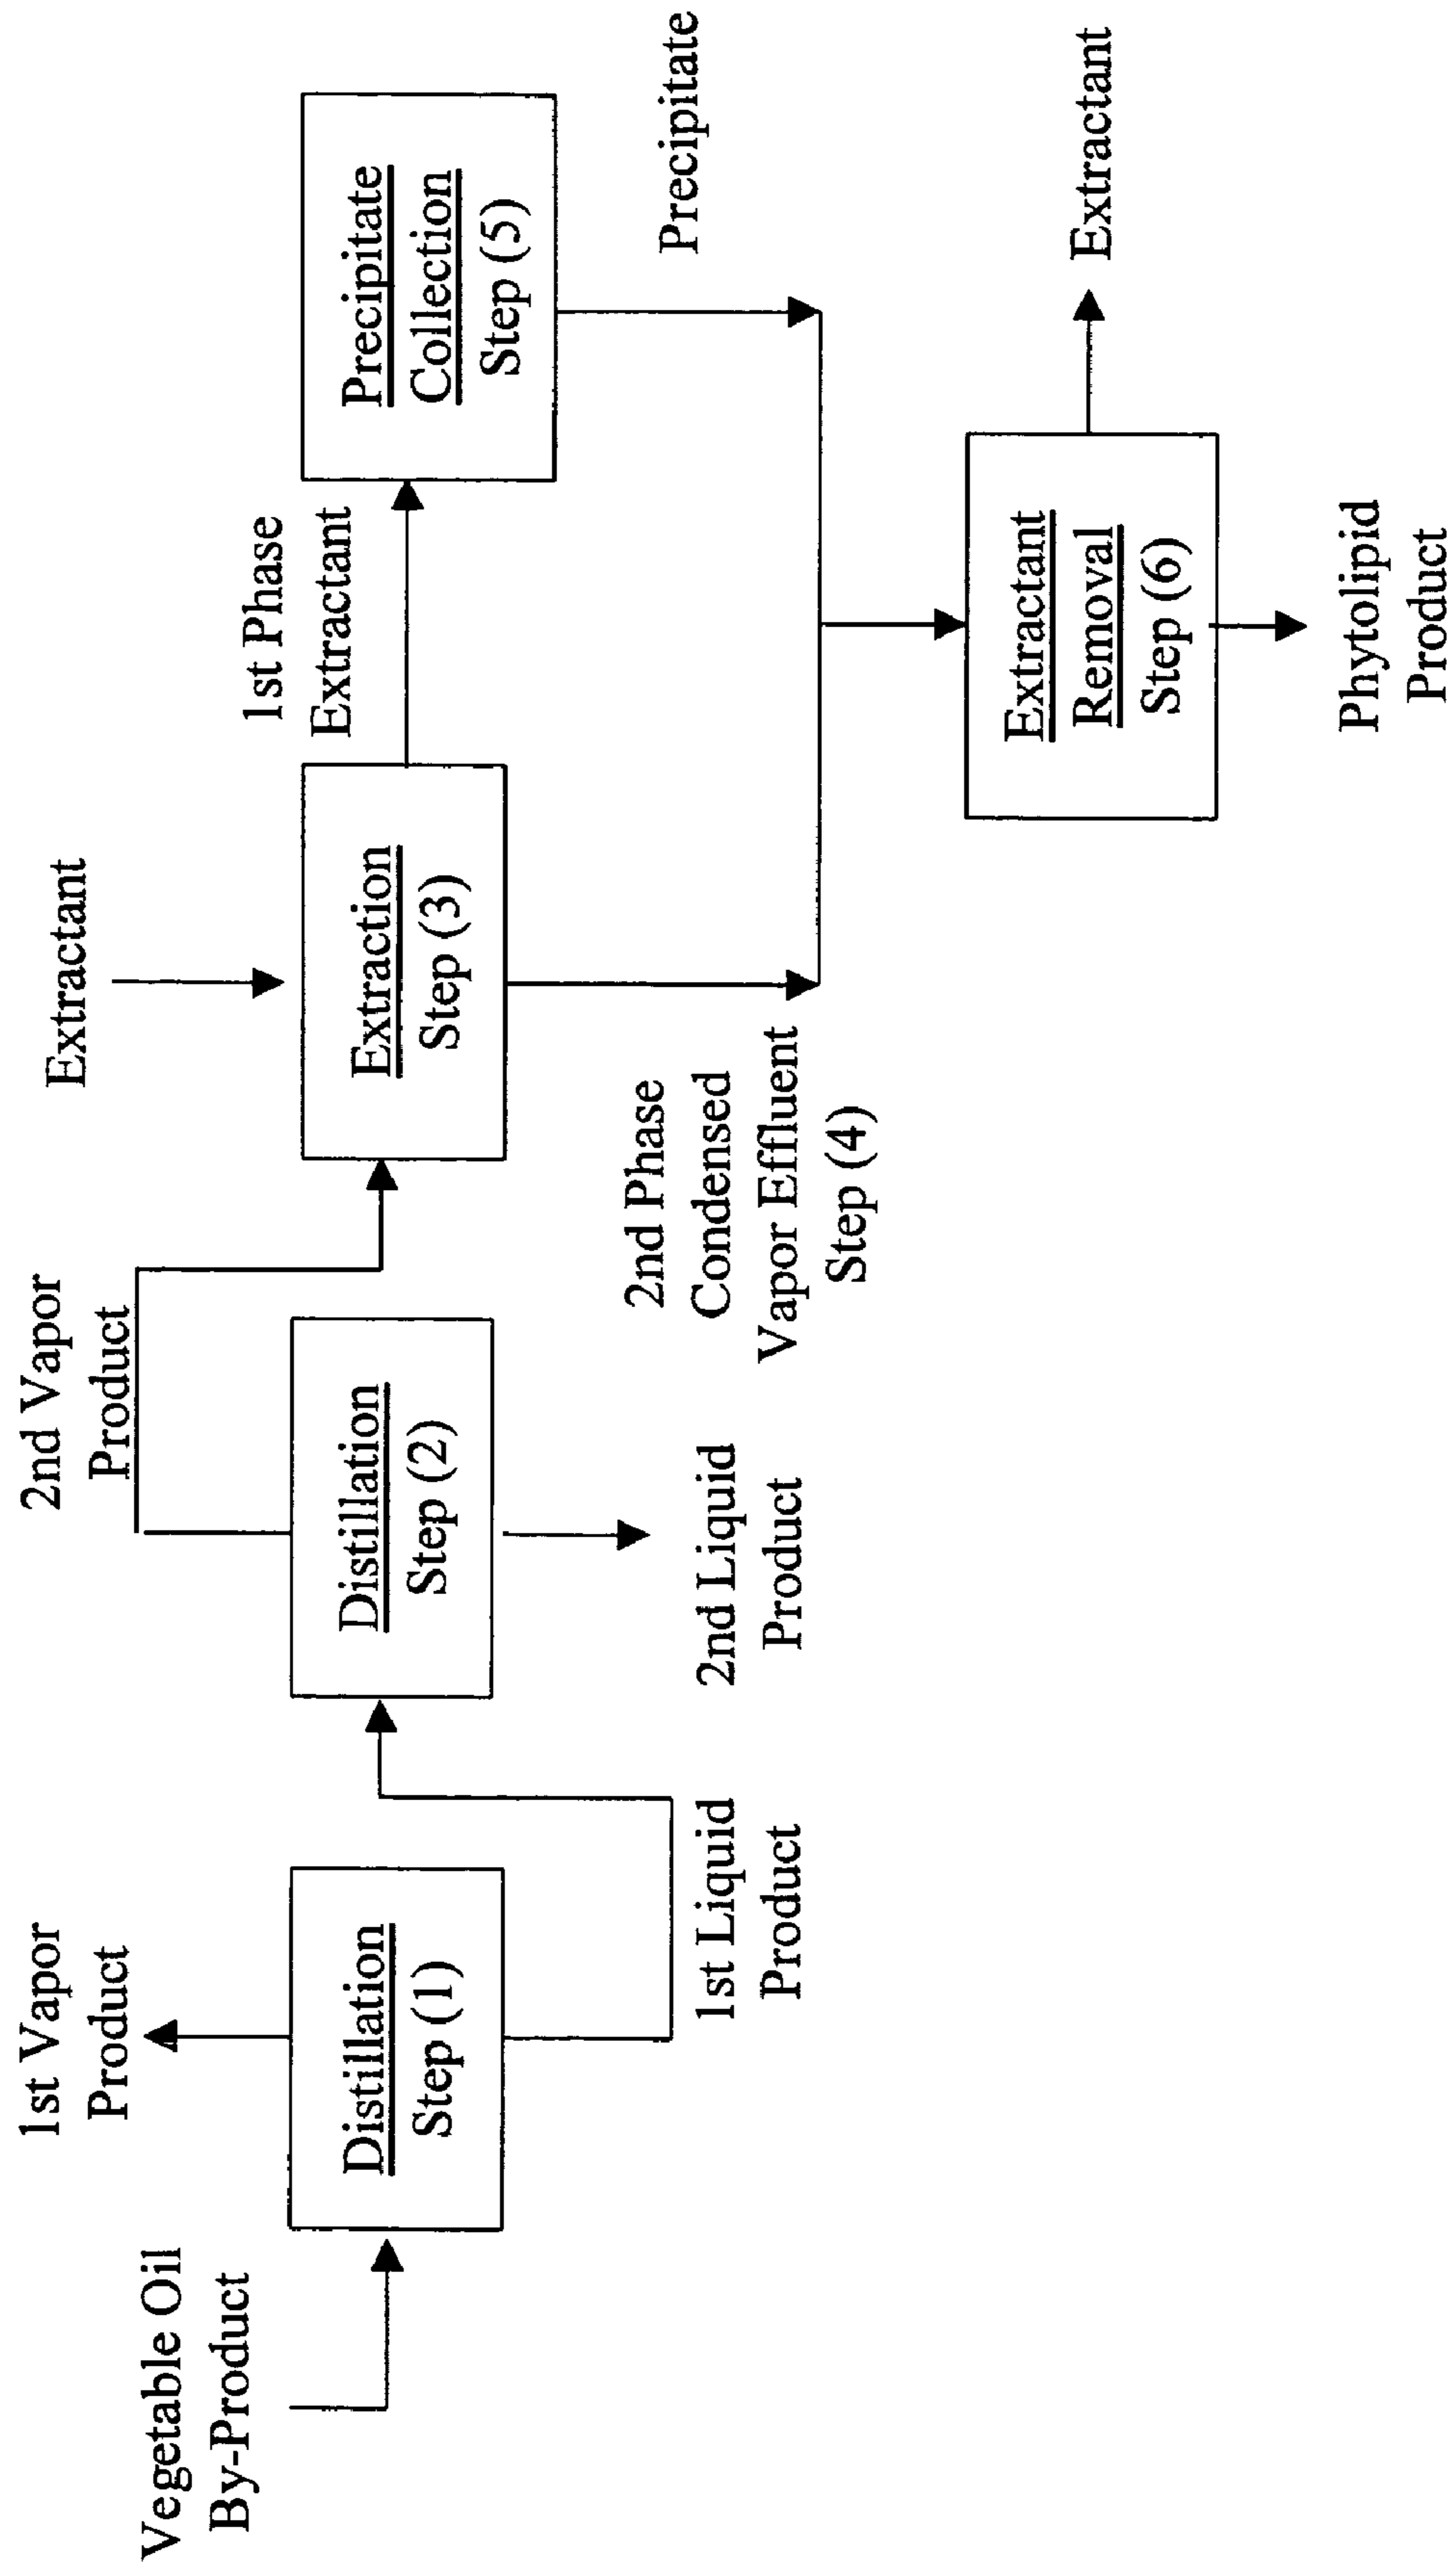 Vegetable Oil
By-Product
1st Vapor
Product
Distillation
Step (1)
1st Liquid
Product
2nd Vapor
Product
Distillation
Step (2)
2nd Liquid
Product
Extractant
Extraction
Step (3)
2nd Phase
Condensed
Vapor Effluent
Step (4)
1st Phase
Extractant
Precipitate
Collection
Step (5)
Precipitate
Extractant
Removal
Step (6)
Extractant
Phytolipid
Product